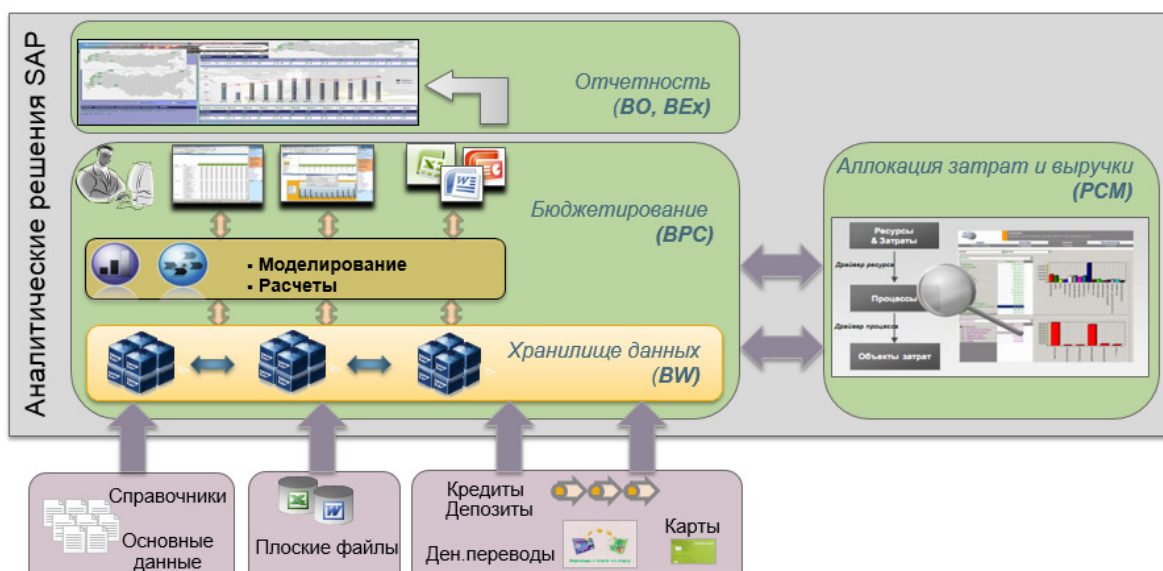 Аналитические решения SAP
Отчетность
(BO, BEx)
Бюджетирование
(BPC)
▪ Моделирование
▪ Расчеты
Хранилище данных
(BW)
Аллокация затрат и выручки
(PCM)
Ресурсы
& Затраты
Драйвер ресурса
Процессы
Драйвер процесса
Объекты затрат
Справочники
Основные
данные
Плоские файлы
Кредиты
Депозиты
Ден.переводы
Карты